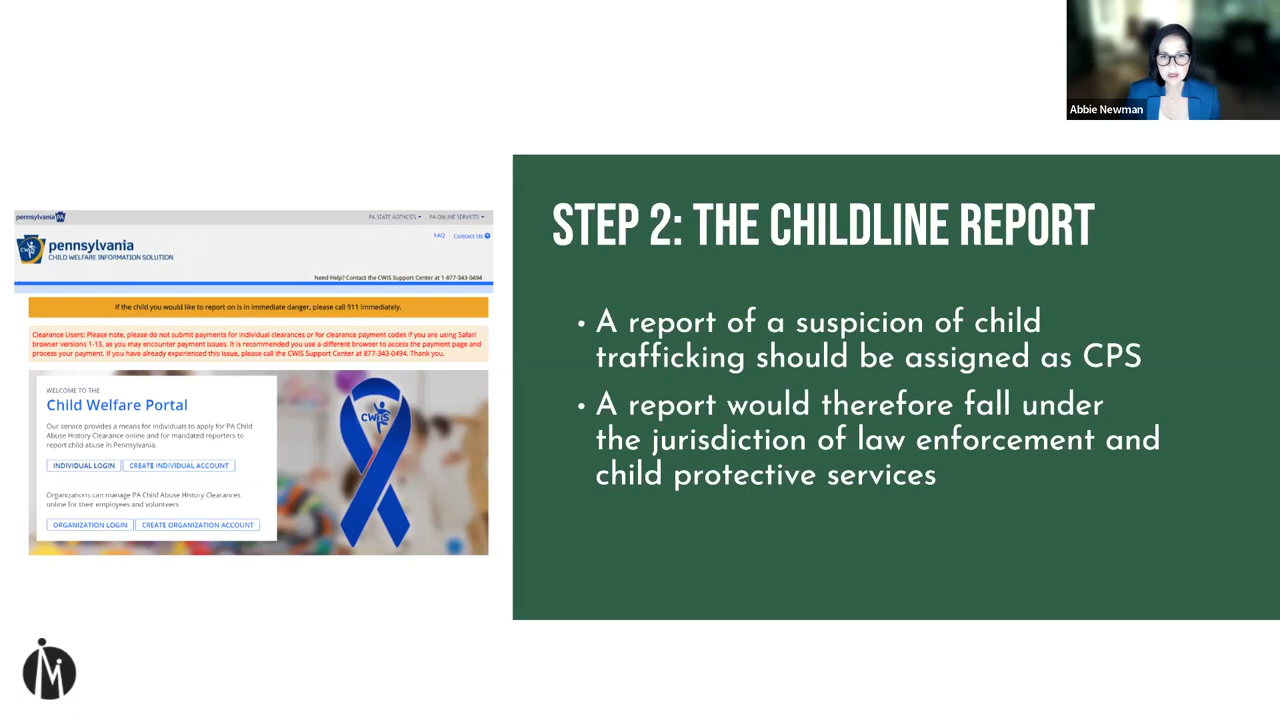 Abbie Newman
pennsylvania PA
PA STATE AGENCIES
PA ONLINE SERVICES
CWIS
pennsylvania
CHILD WELFARE INFORMATION SOLUTION
FAQ
Contact Us
Need Help? Contact the CWIS Support Center at 1-877-343-0494
If the child you would like to report on is in immediate danger, please call 911 immediately.
Clearance Users: Please note, please do not submit payments for individual clearances or for clearance payment codes if you are using Safari
browser versions 1-13, as you may encounter payment issues. It is recommended you use a different browser to access the payment page and
process your payment. If you have already experienced this issue, please call the CWIS Support Center at 877-343-0494. Thank you.
WELCOME TO THE
Child Welfare Portal
Our service provides a means for individuals to apply for PA Child
Abuse History Clearance online and for mandated reporters to
report child abuse in Pennsylvania.
INDIVIDUAL LOGIN
CREATE INDIVIDUAL ACCOUNT
Organizations can manage PA Child Abuse History Clearances
online for their employees and volunteers
ORGANIZATION LOGIN
CREATE ORGANIZATION ACCOUNT
CWIS
STEP 2: THE CHILDLINE REPORT
• A report of a suspicion of child
trafficking should be assigned as CPS
• A report would therefore fall under
the jurisdiction of law enforcement and
child protective services